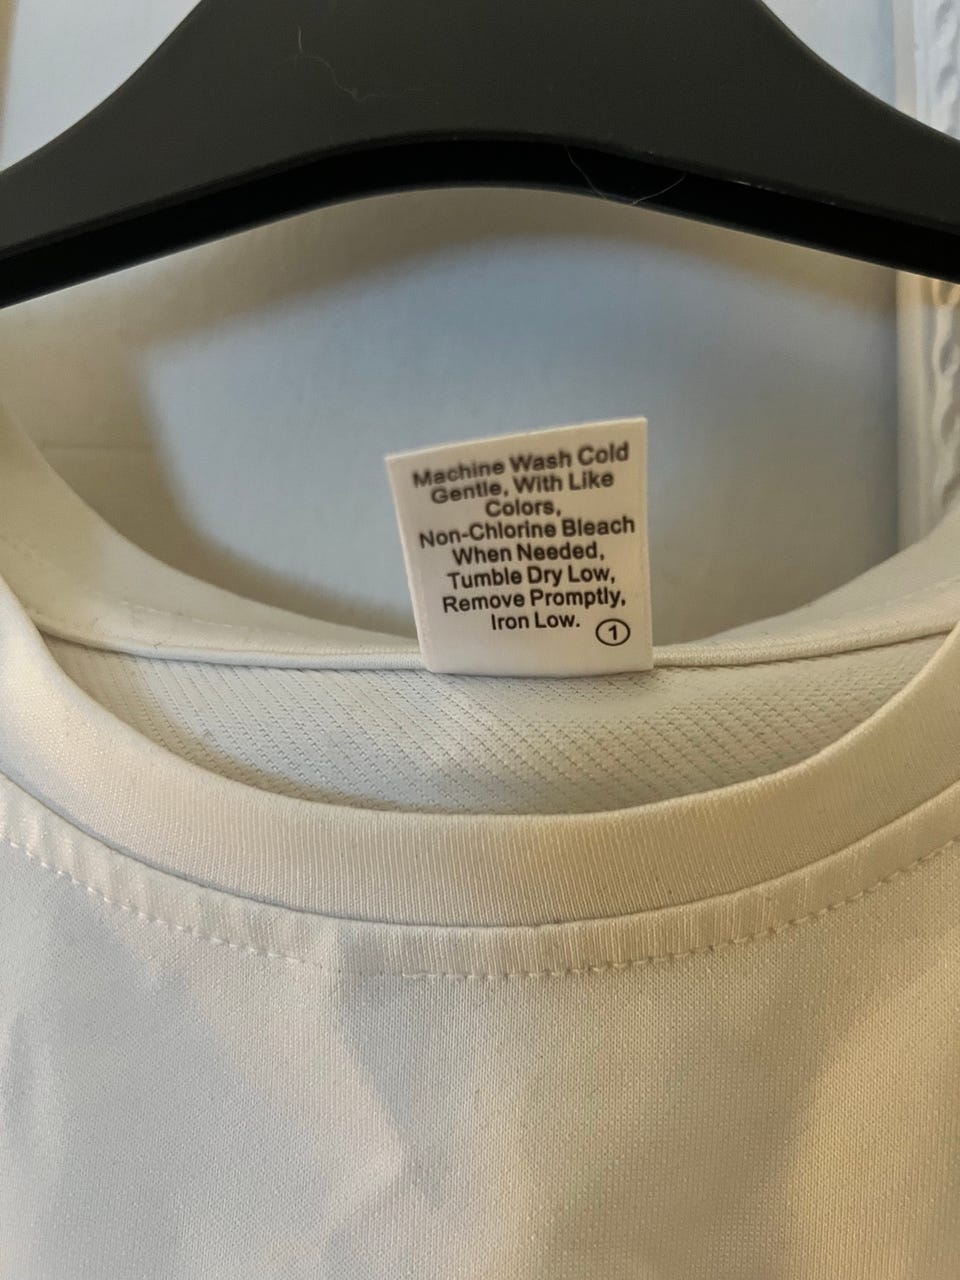 Machine Wash Cold
Gentle, With Like
Colors,
Non-Chlorine Bleach
When Needed,
Tumble Dry Low,
Remove Promptly,
Iron Low. 1